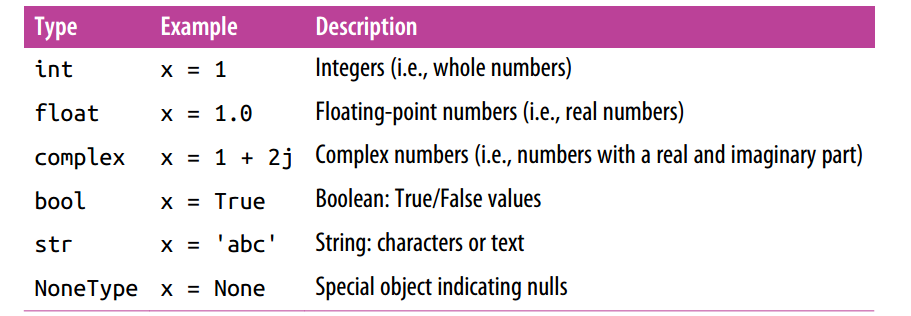 Type Example Description
int x = 1 Integers (i.e., whole numbers)
float x = 1.0 Floating-point numbers (i.e., real numbers)
complex x = 1 + 2j Complex numbers (i.e., numbers with a real and imaginary part)
bool x = True Boolean: True/False values
str x = 'abc' String: characters or text
NoneType x = None Special object indicating nulls